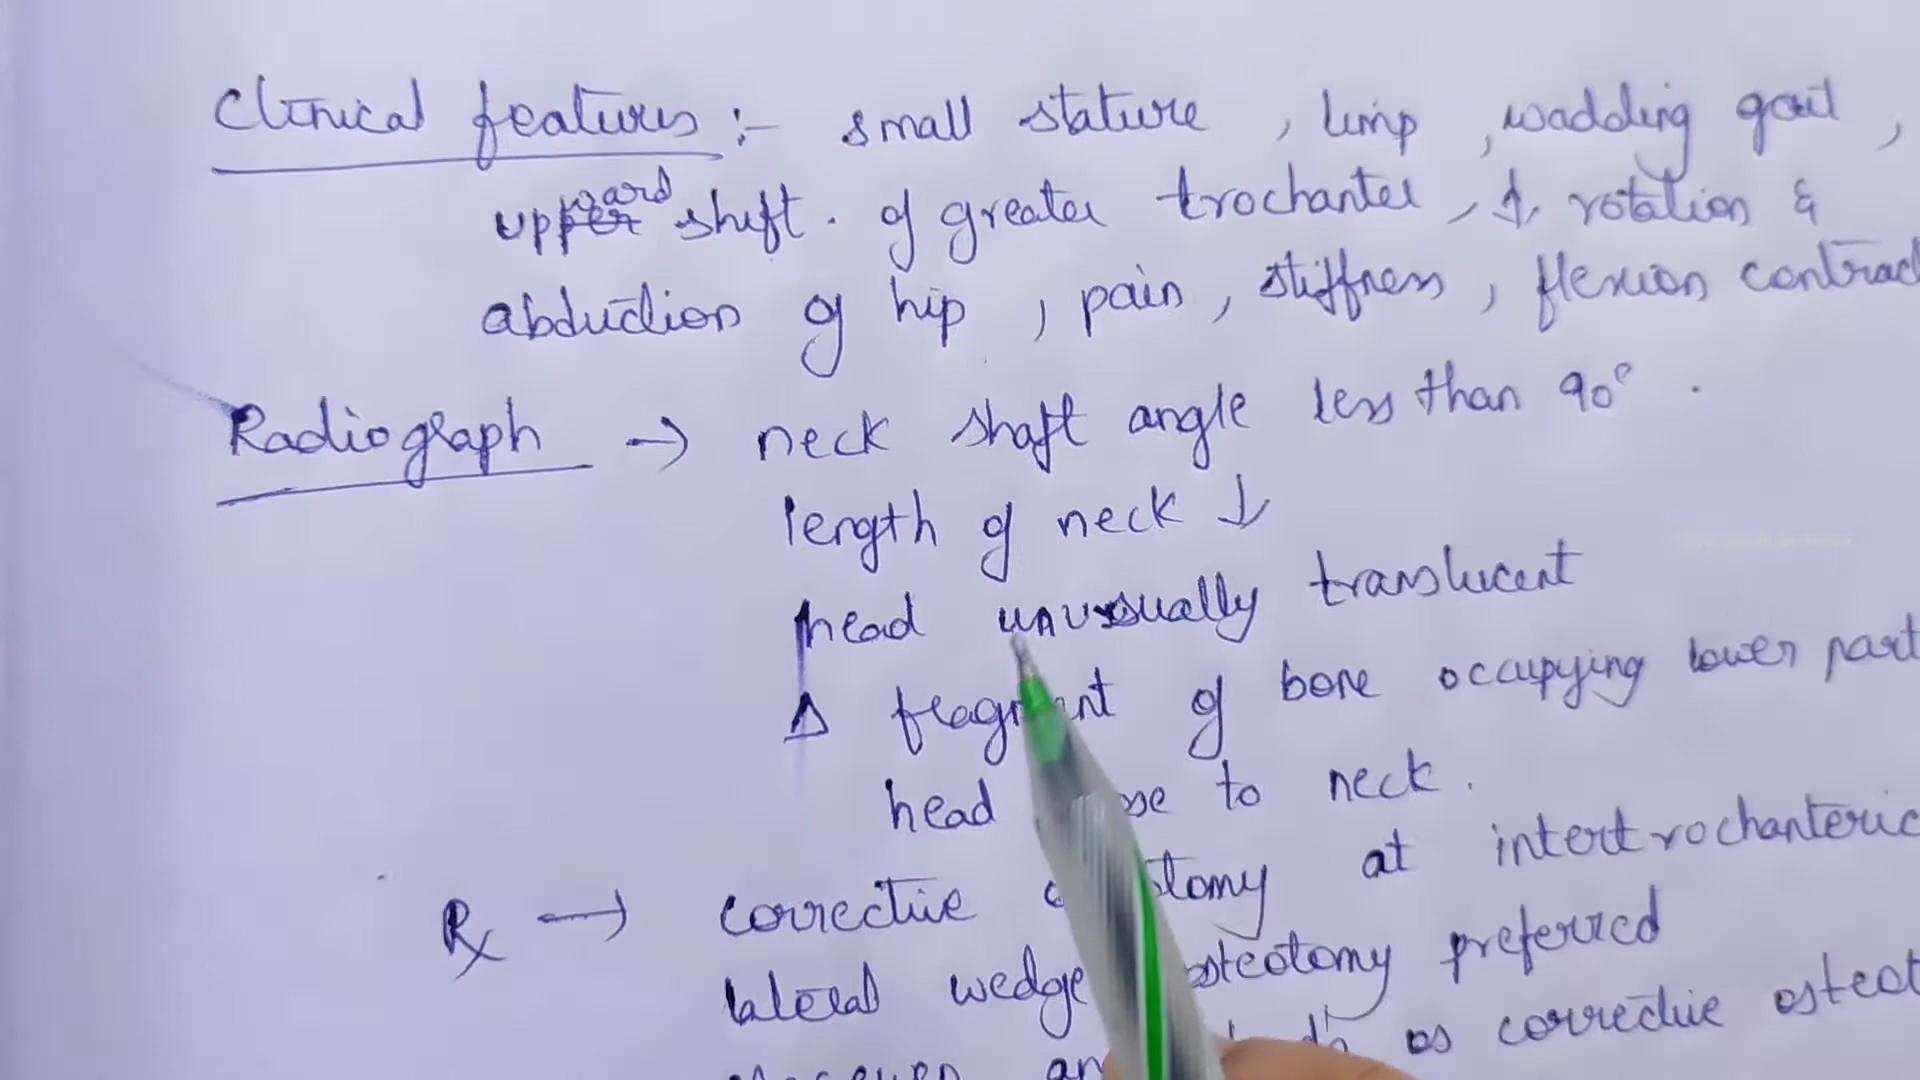 Clinical features :- small stature , limp , waddling gait ,
upward shift . of greater trochanter , ↓ rotation &
abduction of hip , pain , stiffness , flexion contract
Radiograph → neck shaft angle less than 90° .
length of neck ↓
head unusually translucent
Δ fragment of bone occupying lower part
head to neck .
Rx → corrective at intertrochanteric
lateral wedge osteotomy preferred
as corrective osteot